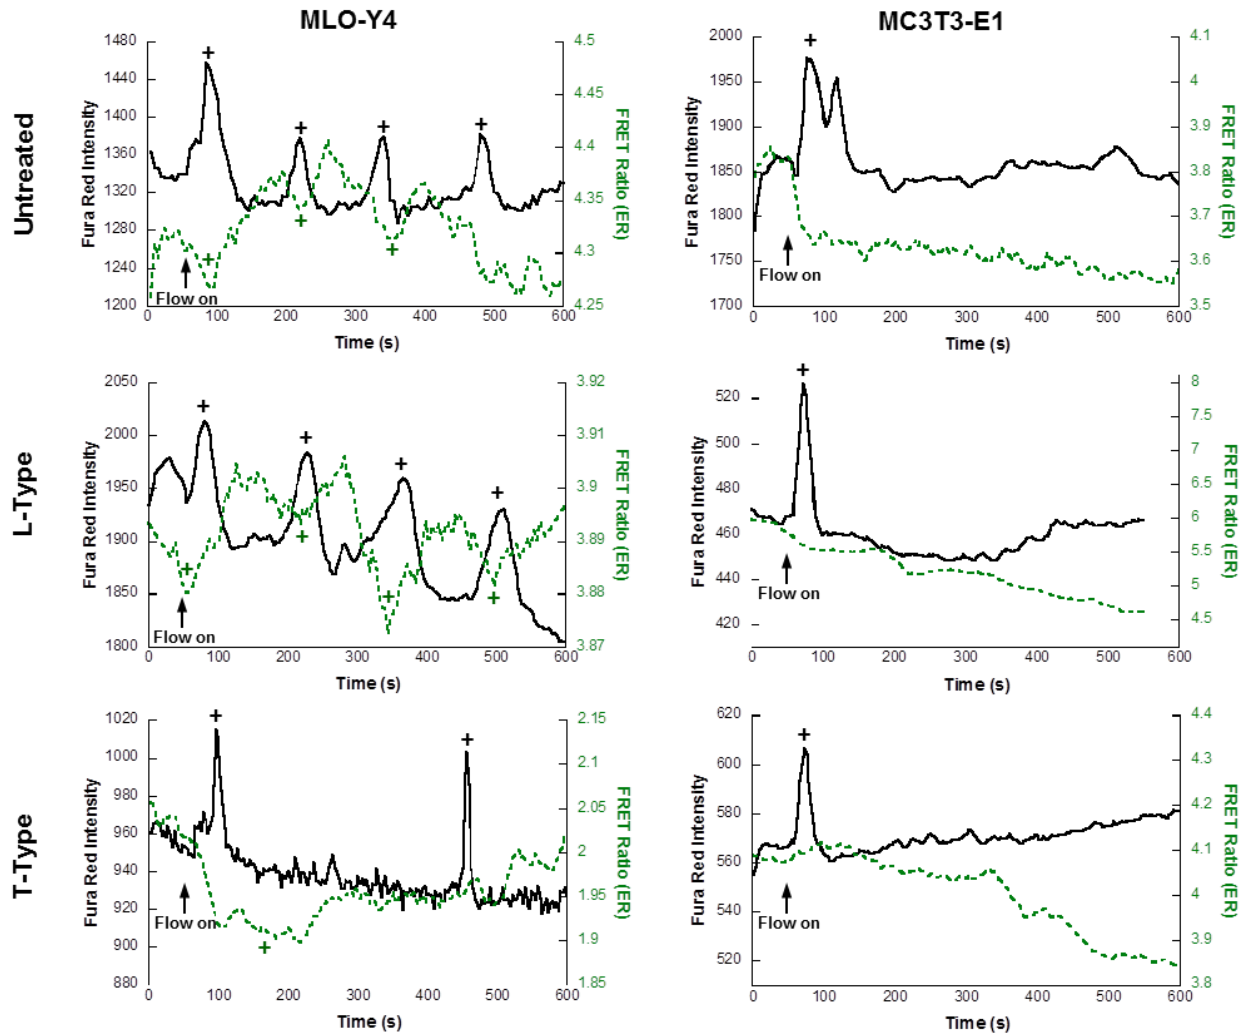 MLO-Y4
MC3T3-E1
Untreated
Fura Red Intensity
1480
1440
1400
1360
1320
1280
1240
1200
4.5
4.45
4.4
4.35
4.3
4.25
FRET Ratio (ER)
+ + + +
+ + +
Flow on
0 100 200 300 400 500 600
Time (s)
Fura Red Intensity
2000
1950
1900
1850
1800
1750
1700
4.1
4
3.9
3.8
3.7
3.6
3.5
FRET Ratio (ER)
+
Flow on
0 100 200 300 400 500 600
Time (s)
L-Type
Fura Red Intensity
2050
2000
1950
1900
1850
1800
3.92
3.91
3.9
3.89
3.88
3.87
FRET Ratio (ER)
+ + + +
+ + + +
Flow on
0 100 200 300 400 500 600
Time (s)
Fura Red Intensity
520
500
480
460
440
420
8
7.5
7
6.5
6
5.5
5
4.5
FRET Ratio (ER)
+
Flow on
0 100 200 300 400 500 600
Time (s)
T-Type
Fura Red Intensity
1020
1000
980
960
940
920
900
880
2.15
2.1
2.05
2
1.95
1.9
1.85
FRET Ratio (ER)
+ +
+
Flow on
0 100 200 300 400 500 600
Time (s)
Fura Red Intensity
620
600
580
560
540
520
4.4
4.3
4.2
4.1
4
3.9
3.8
FRET Ratio (ER)
+
Flow on
0 100 200 300 400 500 600
Time (s)